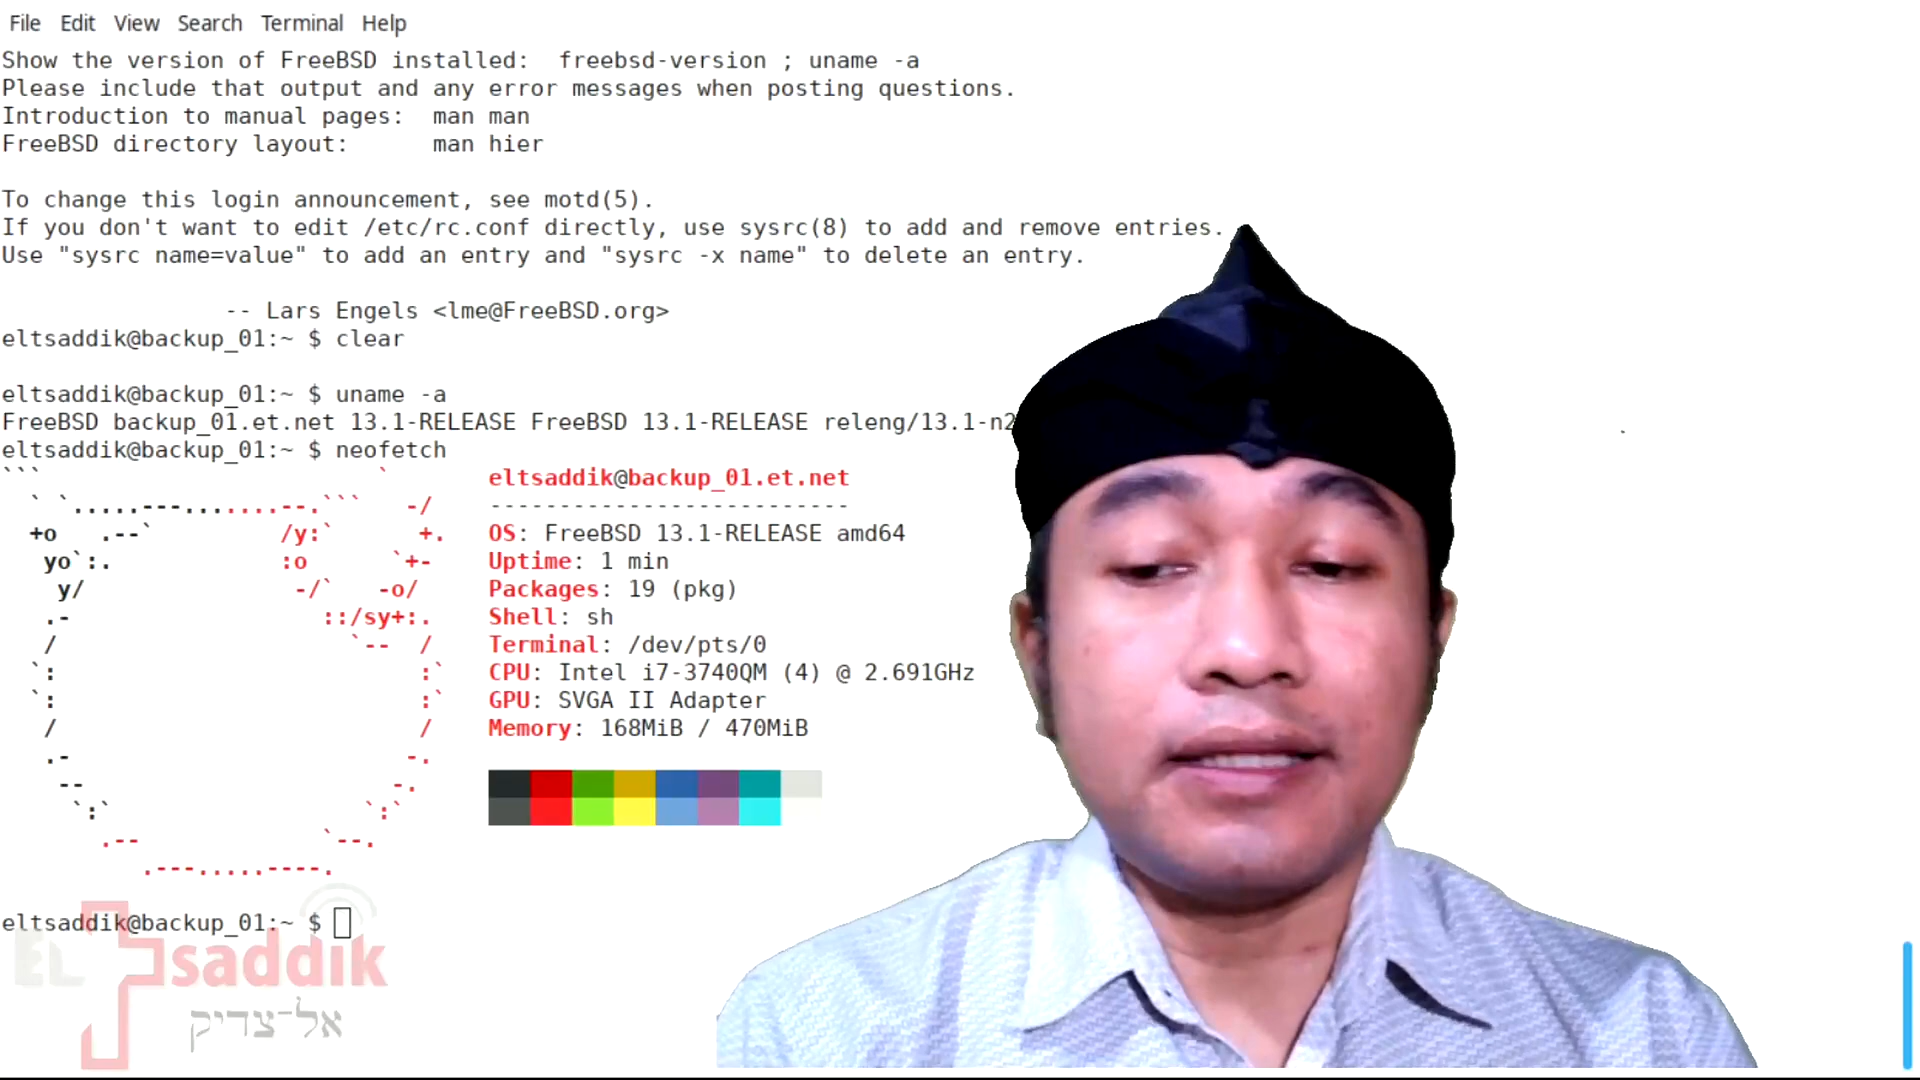 File Edit View Search Terminal Help
Show the version of FreeBSD installed:  freebsd-version ; uname -a
Please include that output and any error messages when posting questions.
Introduction to manual pages:  man man
FreeBSD directory layout:      man hier
To change this login announcement, see motd(5).
If you don't want to edit /etc/rc.conf directly, use sysrc(8) to add and remove entries.
Use "sysrc name=value" to add an entry and "sysrc -x name" to delete an entry.
-- Lars Engels <lme@FreeBSD.org>
eltsaddik@backup_01:~ $ clear
eltsaddik@backup_01:~ $ uname -a
FreeBSD backup_01.et.net 13.1-RELEASE FreeBSD 13.1-RELEASE releng/13.1-n2
eltsaddik@backup_01:~ $ neofetch
eltsaddik@backup_01.et.net
--------------------------
OS: FreeBSD 13.1-RELEASE amd64
Uptime: 1 min
Packages: 19 (pkg)
Shell: sh
Terminal: /dev/pts/0
CPU: Intel i7-3740QM (4) @ 2.691GHz
GPU: SVGA II Adapter
Memory: 168MiB / 470MiB
eltsaddik@backup_01:~ $
EL Tsaddik
אל-צדיק